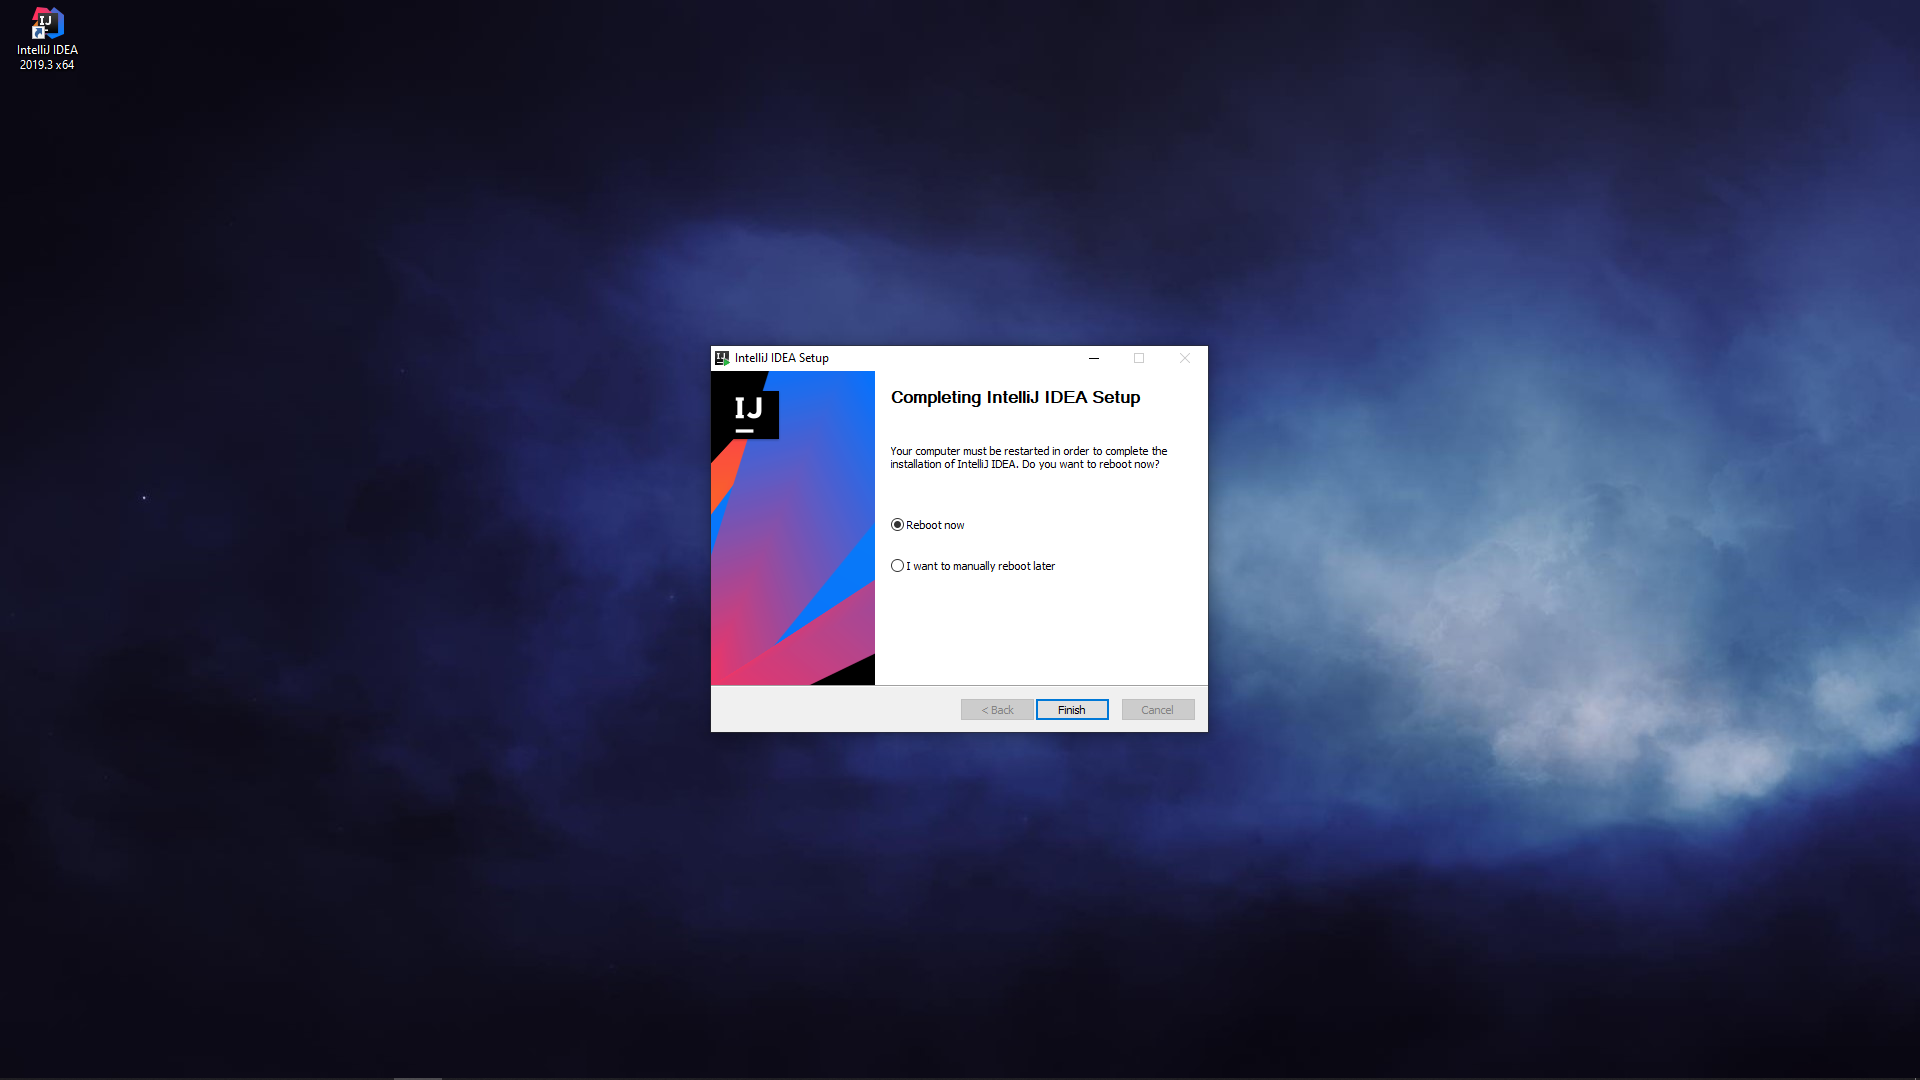 IntelliJ IDEA
2019.3 x64
IntelliJ IDEA Setup
IJ
Completing IntelliJ IDEA Setup
Your computer must be restarted in order to complete the
installation of IntelliJ IDEA. Do you want to reboot now?
Reboot now
I want to manually reboot later
< Back
Finish
Cancel